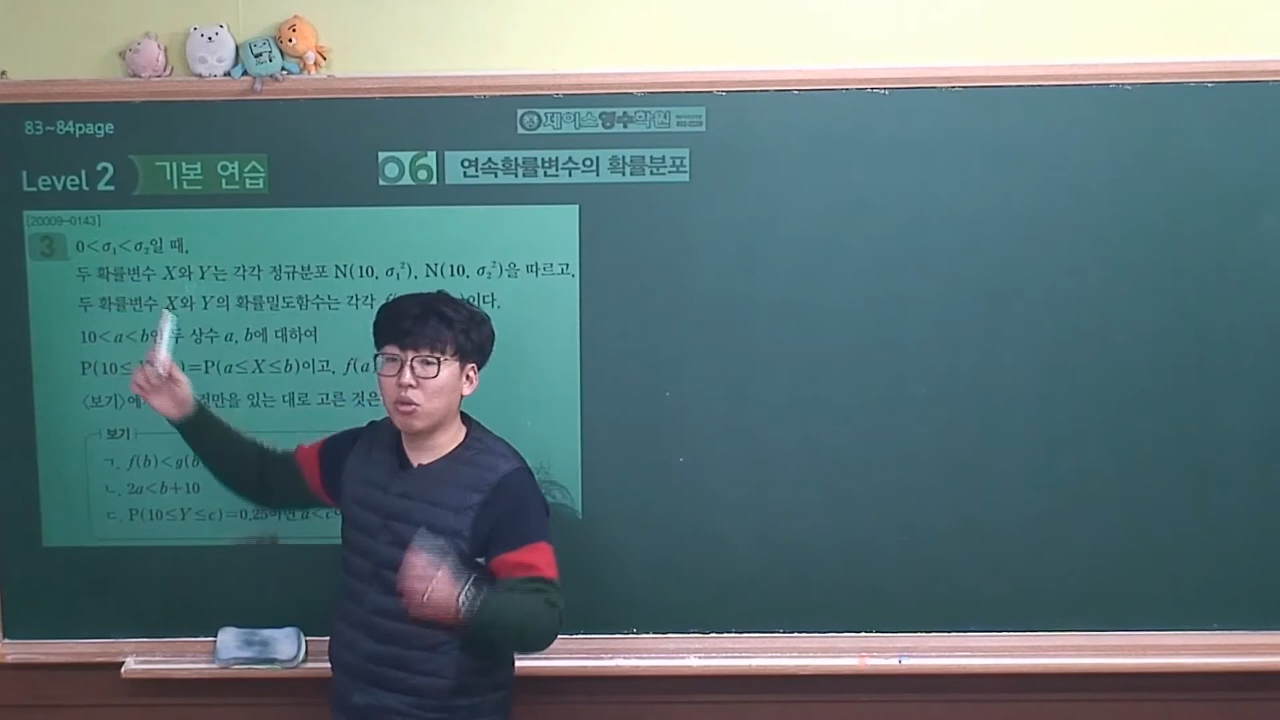 83~84page
제이스영수학원
Level 2 기본 연습
06 연속확률변수의 확률분포
[20009-0143]
3 0<σ₁<σ₂일 때,
두 확률변수 X와 Y는 각각 정규분포 N(10, σ₁²), N(10, σ₂²)을 따르고,
두 확률변수 X와 Y의 확률밀도함수는 각각 이다.
10<a<b인 두 상수 a, b에 대하여
P(10≤ )=P(a≤X≤b)이고, f(a
<보기>에 것만을 있는 대로 고른 것은
보기
ㄱ. f(b)<g(b
ㄴ. 2a<b+10
ㄷ. P(10≤Y≤c)=0.25이면 a<c